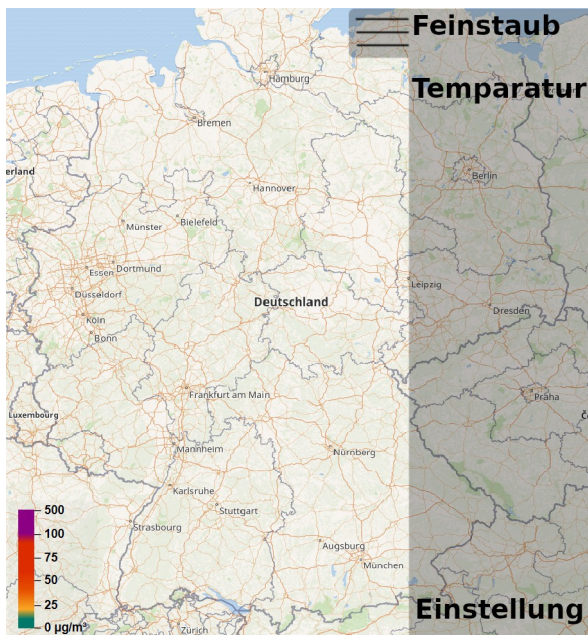 Feinstaub
Hamburg
Temparatur
Bremen
erland
Berlin
Hannover
Münster
Bielefeld
Essen
Dortmund
Leipzig
Düsseldorf
Deutschland
Dresden
Köln
Bonn
Frankfurt am Main
Praha
Luxembourg
Mannheim
Nürnberg
Karlsruhe
500
Stuttgart
100
Strasbourg
75
Augsburg
50
München
25
Einstellung
0 µg/m³
Zürich